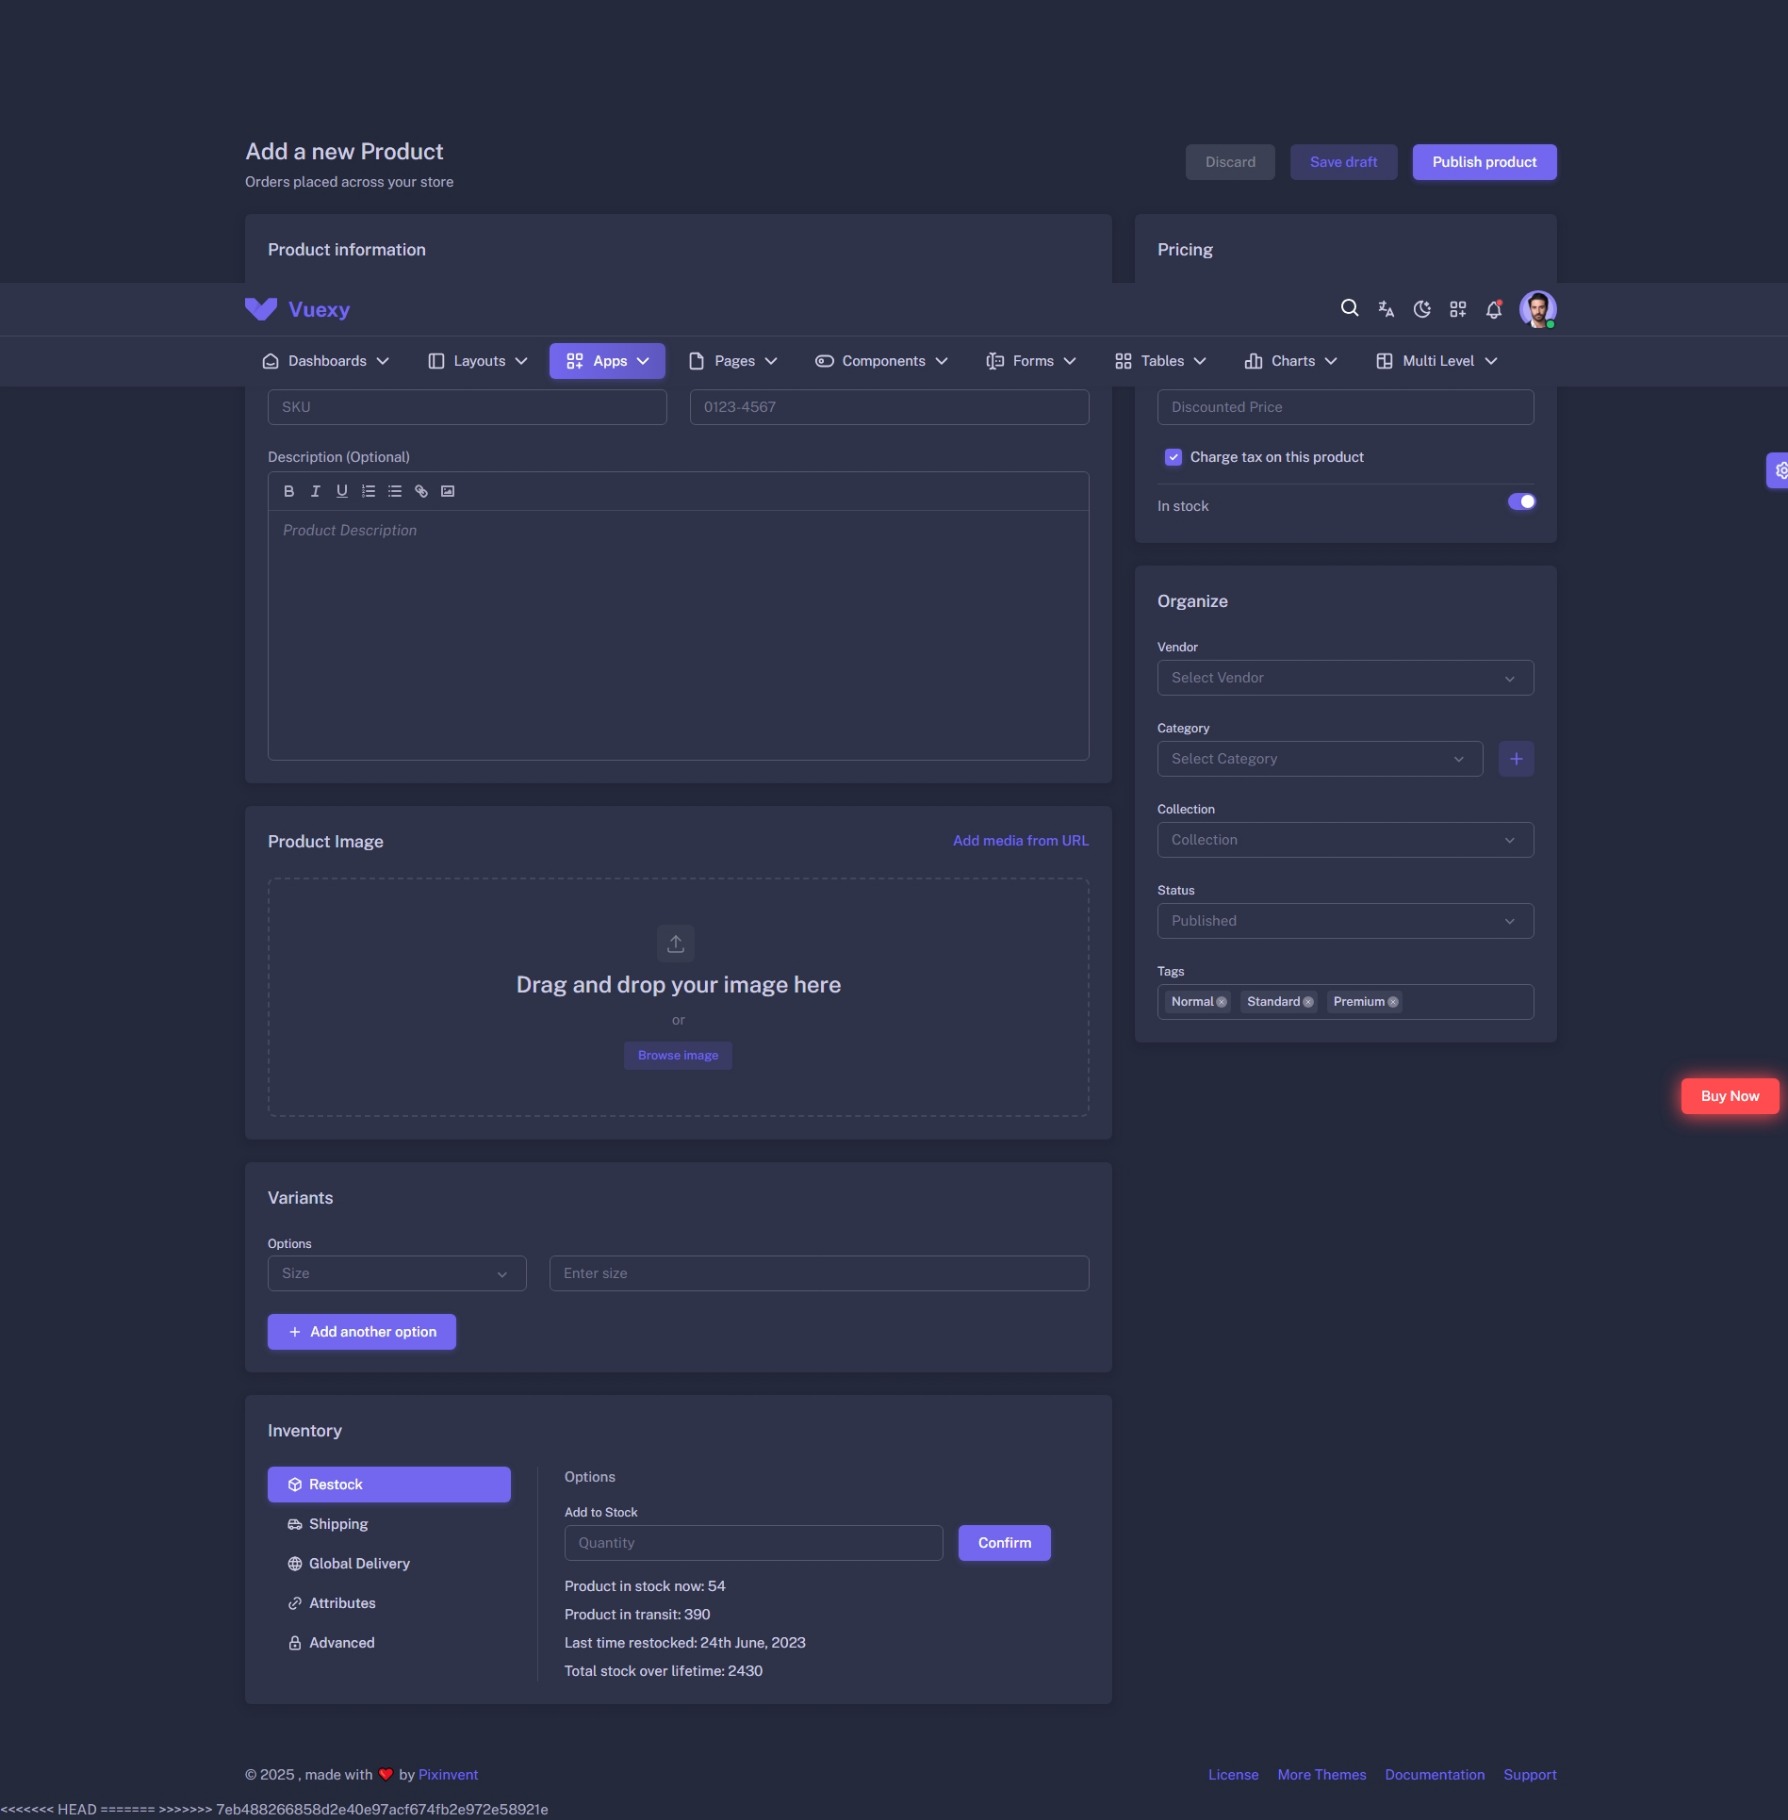 Add a new Product
Orders placed across your store
Discard Save draft Publish product
Product information
Pricing
Vuexy
Dashboards Layouts Apps Pages Components Forms Tables Charts Multi Level
SKU 0123-4567
Discounted Price
Description (Optional)
Charge tax on this product
In stock
Product Description
Organize
Vendor
Select Vendor
Category
Select Category
Collection
Collection
Status
Published
Tags
Normal Standard Premium
Product Image Add media from URL
Drag and drop your image here
or
Browse image
Buy Now
Variants
Options
Size Enter size
Add another option
Inventory
Restock
Shipping
Global Delivery
Attributes
Advanced
Options
Add to Stock
Quantity Confirm
Product in stock now: 54
Product in transit: 390
Last time restocked: 24th June, 2023
Total stock over lifetime: 2430
© 2025 , made with ❤️ by Pixinvent
License More Themes Documentation Support
<<<<<<< HEAD ======= >>>>>>> 7eb488266858d2e40e97acf674fb2e972e58921e